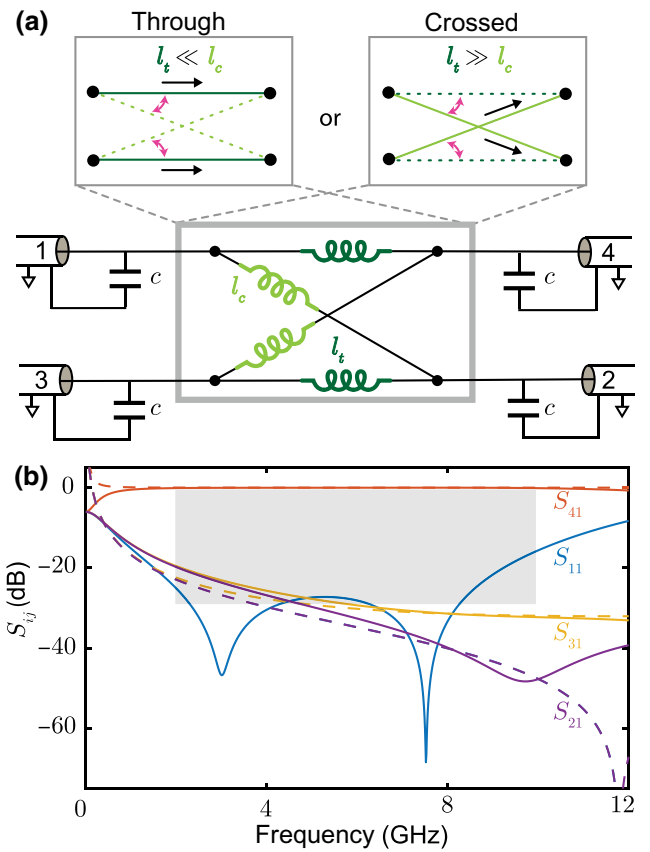 (a)
Through
Crossed
l_t ≪ l_c
or
l_t ≫ l_c
1
c
l_c
c
4
3
c
l_t
c
2
(b)
S_ij (dB)
0
−20
−40
−60
S_41
S_11
S_31
S_21
0
4
8
12
Frequency (GHz)